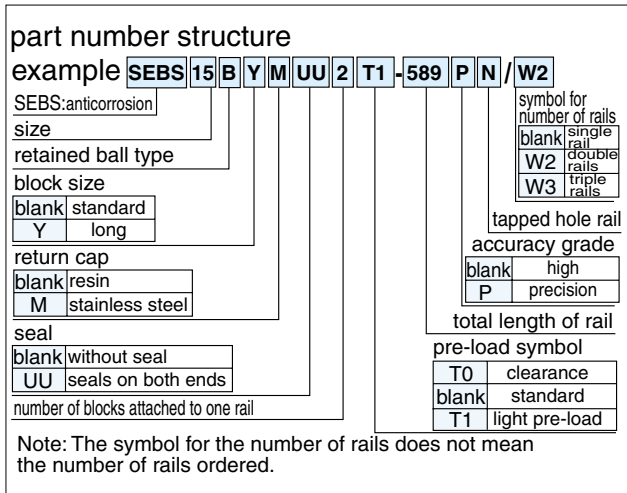 part number structure
example SEBS 15 B Y M UU 2 T1 - 589 P N / W2
SEBS:anticorrosion
size
retained ball type
block size
blank standard
Y long
return cap
blank resin
M stainless steel
seal
blank without seal
UU seals on both ends
number of blocks attached to one rail
symbol for
number of rails
blank single
rail
W2 double
rails
W3 triple
rails
tapped hole rail
accuracy grade
blank high
P precision
total length of rail
pre-load symbol
T0 clearance
blank standard
T1 light pre-load
Note: The symbol for the number of rails does not mean
the number of rails ordered.